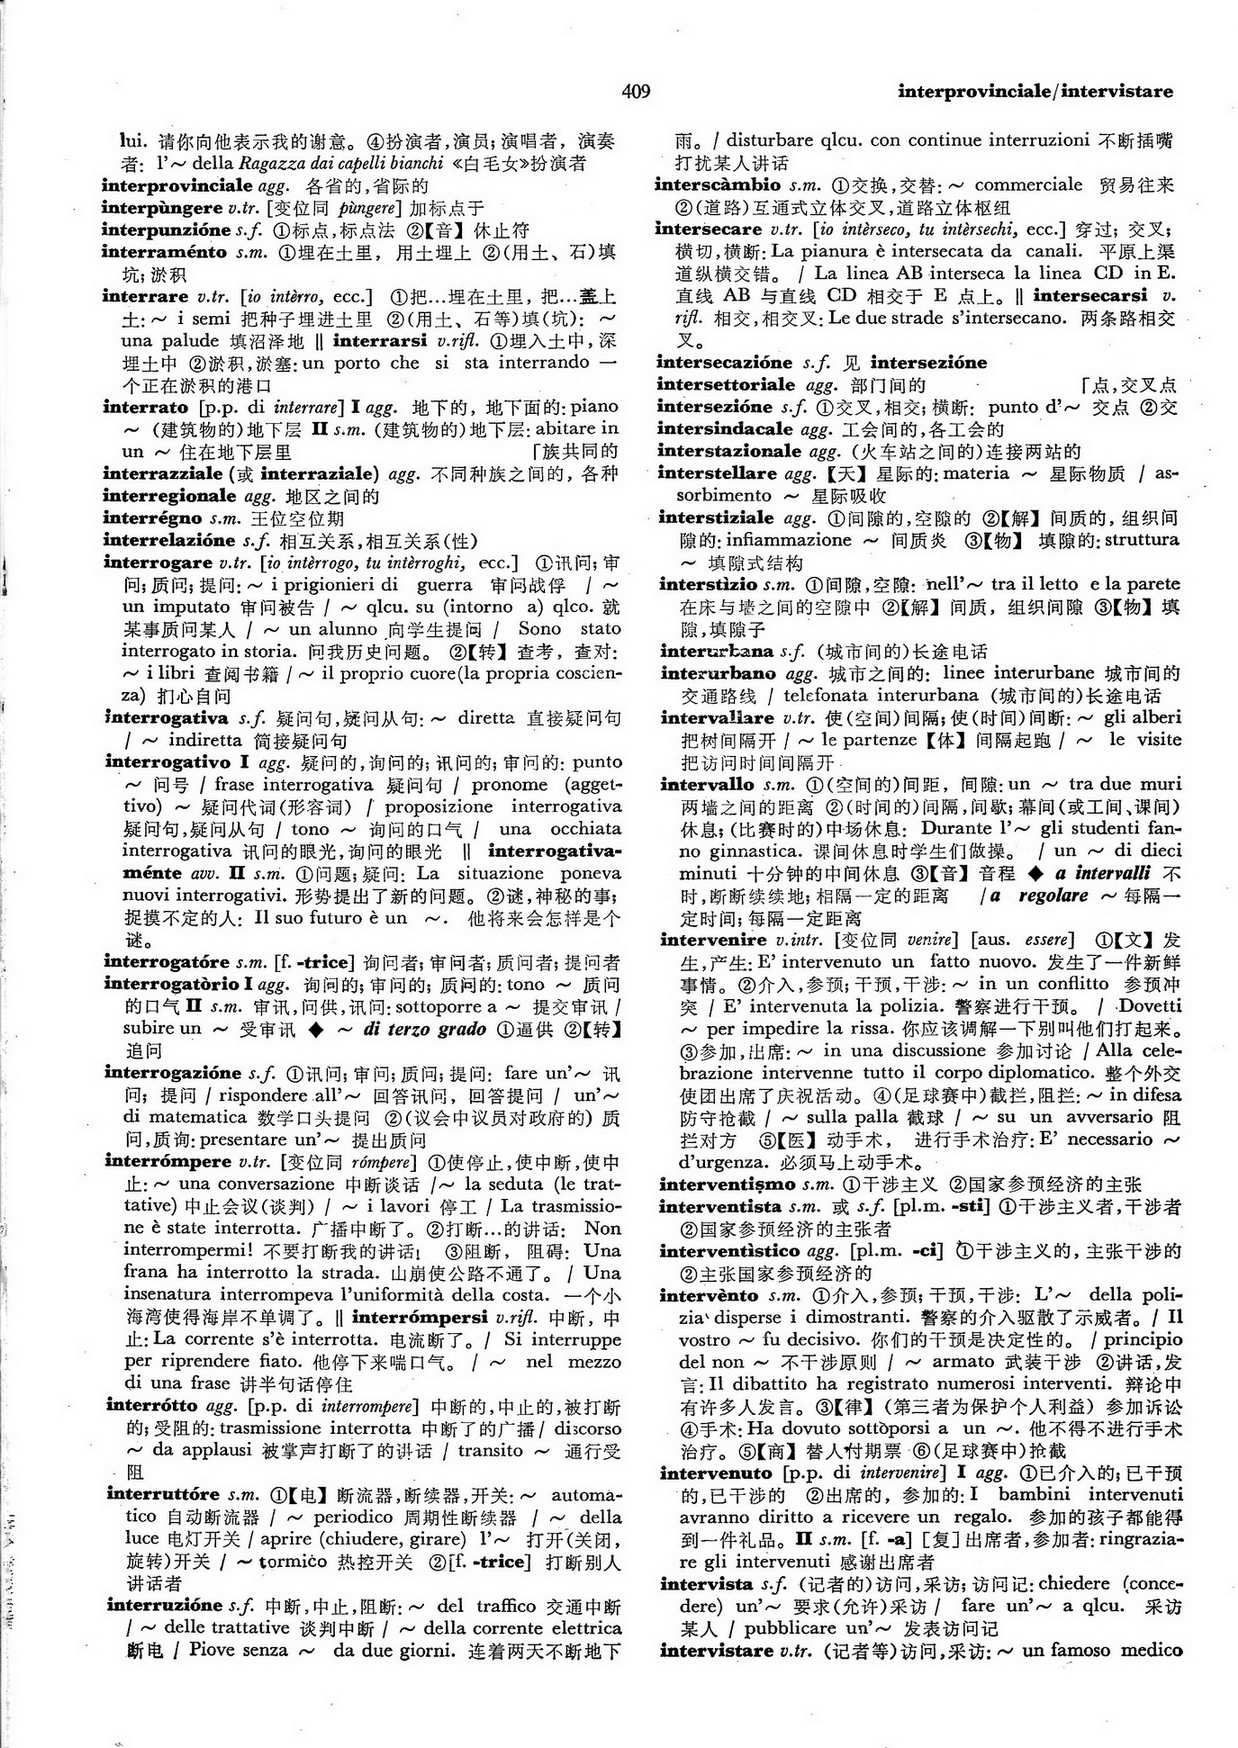 409
interprovinciale/intervistare
lui. 请你向他表示我的谢意。④扮演者,演员; 演唱者, 演奏
者: l'～ della Ragazza dai capelli bianchi 《白毛女》扮演者
interprovinciale agg. 各省的,省际的
interpùngere v.tr. [变位同 pùngere] 加标点于
interpunzióne s.f. ①标点,标点法 ②【音】休止符
interraménto s.m. ①埋在土里, 用土埋上 ②(用土、石)填
坑; 淤积
interrare v.tr. [io intèrro, ecc.] ①把…埋在土里, 把…盖上
土: ～ i semi 把种子埋进土里 ②(用土、石等)填(坑): ～
una palude 填沼泽地 ‖ interrarsi v.rifl. ①埋入土中,深
埋土中 ②淤积,淤塞: un porto che si sta interrando 一
个正在淤积的港口
interrato [p.p. di interrare] I agg. 地下的, 地下面的: piano
～ (建筑物的)地下层 II s.m. (建筑物的)地下层: abitare in
un ～ 住在地下层里 「族共同的
interrazziale (或 interraziale) agg. 不同种族之间的, 各种
interregionale agg. 地区之间的
interrégno s.m. 王位空位期
interrelazióne s.f. 相互关系,相互关系(性)
interrogare v.tr. [io intèrrogo, tu intèrroghi, ecc.] ①讯问; 审
问; 质问; 提问: ～ i prigionieri di guerra 审问战俘 / ～
un imputato 审问被告 / ～ qlcu. su (intorno a) qlco. 就
某事质问某人 / ～ un alunno 向学生提问 / Sono stato
interrogato in storia. 问我历史问题。 ②【转】查考, 查对:
～ i libri 查阅书籍 / ～ il proprio cuore(la propria coscien-
za) 扪心自问
interrogativa s.f. 疑问句,疑问从句: ～ diretta 直接疑问句
/ ～ indiretta 简接疑问句
interrogativo I agg. 疑问的,询问的; 讯问的; 审问的: punto
～ 问号 / frase interrogativa 疑问句 / pronome (agget-
tivo) ～ 疑问代词(形容词) / proposizione interrogativa
疑问句,疑问从句 / tono ～ 询问的口气 / una occhiata
interrogativa 讯问的眼光,询问的眼光 ‖ interrogativa-
ménte avv. II s.m. ①问题; 疑问: La situazione poneva
nuovi interrogativi. 形势提出了新的问题。②谜,神秘的事;
捉摸不定的人: Il suo futuro è un ～. 他将来会怎样是个
谜。
interrogatóre s.m. [f. -trice] 询问者; 审问者; 质问者; 提问者
interrogatòrio I agg. 询问的; 审问的; 质问的: tono ～ 质问
的口气 II s.m. 审讯,问供,讯问: sottoporre a ～ 提交审讯 /
subire un ～ 受审讯 ◆ ～ di terzo grado ①逼供 ②【转】
追问
interrogazióne s.f. ①讯问; 审问; 质问; 提问: fare un'～ 讯
问; 提问 / rispondere all'～ 回答讯问, 回答提问 / un'～
di matematica 数学口头提问 ②(议会中议员对政府的) 质
问,质询: presentare un'～ 提出质问
interrómpere v.tr. [变位同 rómpere] ①使停止,使中断,使中
止: ～ una conversazione 中断谈话 /～ la seduta (le trat-
tative) 中止会议(谈判) / ～ i lavori 停工 / La trasmissio-
ne è state interrotta. 广播中断了。②打断…的讲话: Non
interrompermi! 不要打断我的讲话! ③阻断, 阻碍: Una
frana ha interrotto la strada. 山崩使公路不通了。 / Una
insenatura interrompeva l'uniformità della costa. 一个小
海湾使得海岸不单调了。‖ interrómpersi v.rifl. 中断, 中
止: La corrente s'è interrotta. 电流断了。/ Si interruppe
per riprendere fiato. 他停下来喘口气。 / ～ nel mezzo
di una frase 讲半句话停住
interrótto agg. [p.p. di interrompere] 中断的,中止的,被打断
的; 受阻的: trasmissione interrotta 中断了的广播/ discorso
～ da applausi 被掌声打断了的讲话 / transito ～ 通行受
阻
interruttóre s.m. ①【电】断流器,断续器,开关: ～ automa-
tico 自动断流器 / ～ periodico 周期性断续器 / ～ della
luce 电灯开关 / aprire (chiudere, girare) l'～ 打开(关闭,
旋转)开关 / ～ tormico 热控开关 ②[f. -trice] 打断别人
讲话者
interruzióne s.f. 中断,中止,阻断: ～ del traffico 交通中断
/ ～ delle trattative 谈判中断 / ～ della corrente elettrica
断电 / Piove senza ～ da due giorni. 连着两天不断地下
雨。/ disturbare qlcu. con continue interruzioni 不断插嘴
打扰某人讲话
interscàmbio s.m. ①交换,交替: ～ commerciale 贸易往来
②(道路)互通式立体交叉,道路立体枢纽
intersecare v.tr. [io intèrseco, tu intèrsechi, ecc.] 穿过; 交叉;
横切,横断: La pianura è intersecata da canali. 平原上渠
道纵横交错。 / La linea AB interseca la linea CD in E.
直线 AB 与直线 CD 相交于 E 点上。‖ intersecarsi v.
rifl. 相交,相交叉: Le due strade s'intersecano. 两条路相交
叉。
intersecazióne s.f. 见 intersezióne
intersettoriale agg. 部门间的 「点,交叉点
intersezióne s.f. ①交叉,相交; 横断: punto d'～ 交点 ②交
intersindacale agg. 工会间的,各工会的
interstazionale agg. (火车站之间的)连接两站的
interstellare agg. 【天】星际的: materia ～ 星际物质 / as-
sorbimento ～ 星际吸收
interstiziale agg. ①间隙的,空隙的 ②【解】间质的, 组织间
隙的: infiammazione ～ 间质炎 ③【物】填隙的: struttura
～ 填隙式结构
interstìzio s.m. ①间隙,空隙: nell'～ tra il letto e la parete
在床与墙之间的空隙中 ②【解】间质, 组织间隙 ③【物】填
隙,填隙子
interurbana s.f. (城市间的)长途电话
interurbano agg. 城市之间的: linee interurbane 城市间的
交通路线 / telefonata interurbana (城市间的)长途电话
intervallare v.tr. 使(空间)间隔; 使(时间)间断: ～ gli alberi
把树间隔开 / ～ le partenze 【体】间隔起跑 / ～ le visite
把访问时间间隔开
intervallo s.m. ①(空间的)间距, 间隙: un ～ tra due muri
两墙之间的距离 ②(时间的)间隔,间歇; 幕间(或工间、课间)
休息; (比赛时的)中场休息: Durante l'～ gli studenti fan-
no ginnastica. 课间休息时学生们做操。 / un ～ di dieci
minuti 十分钟的中间休息 ③【音】音程 ◆ a intervalli 不
时,断断续续地; 相隔一定的距离 /a regolare ～ 每隔一
定时间; 每隔一定距离
intervenire v.intr. [变位同 venire] [aus. essere] ①【文】发
生,产生: E' intervenuto un fatto nuovo. 发生了一件新鲜
事情。②介入,参预; 干预,干涉: ～ in un conflitto 参预冲
突 / E' intervenuta la polizia. 警察进行干预。 / Dovetti
～ per impedire la rissa. 你应该调解一下别叫他们打起来。
③参加,出席: ～ in una discussione 参加讨论 / Alla cele-
brazione intervenne tutto il corpo diplomatico. 整个外交
使团出席了庆祝活动。④(足球赛中)截拦,阻拦: ～ in difesa
防守抢截 / ～ sulla palla 截球 / ～ su un avversario 阻
拦对方 ⑤【医】动手术, 进行手术治疗: E' necessario ～
d'urgenza. 必须马上动手术。
interventişmo s.m. ①干涉主义 ②国家参预经济的主张
interventista s.m. 或 s.f. [pl.m. -sti] ①干涉主义者,干涉者
②国家参预经济的主张者
interventìstico agg. [pl.m. -ci] ①干涉主义的, 主张干涉的
②主张国家参预经济的
intervènto s.m. ①介入,参预; 干预,干涉: L'～ della poli-
zia disperse i dimostranti. 警察的介入驱散了示威者。/ Il
vostro ～ fu decisivo. 你们的干预是决定性的。 / principio
del non ～ 不干涉原则 / ～ armato 武装干涉 ②讲话,发
言: Il dibattito ha registrato numerosi interventi. 辩论中
有许多人发言。③【律】(第三者为保护个人利益) 参加诉讼
④手术: Ha dovuto sottòporsi a un ～. 他不得不进行手术
治疗。⑤【商】替人付期票 ⑥(足球赛中)抢截
intervenuto [p.p. di intervenire] I agg. ①已介入的; 已干预
的,已干涉的 ②出席的, 参加的: I bambini intervenuti
avranno diritto a ricevere un regalo. 参加的孩子都能得
到一件礼品。II s.m. [f. -a] [复] 出席者,参加者: ringrazia-
re gli intervenuti 感谢出席者
intervista s.f. (记者的)访问,采访; 访问记: chiedere (conce-
dere) un'～ 要求(允许)采访 / fare un'～ a qlcu. 采访
某人 / pubblicare un'～ 发表访问记
intervistare v.tr. (记者等)访问,采访: ～ un famoso medico